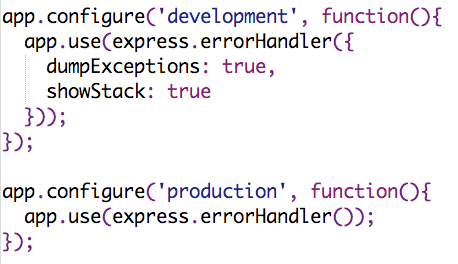 app.configure('development', function(){
  app.use(express.errorHandler({
    dumpExceptions: true,
    showStack: true
  }));
});

app.configure('production', function(){
  app.use(express.errorHandler());
});